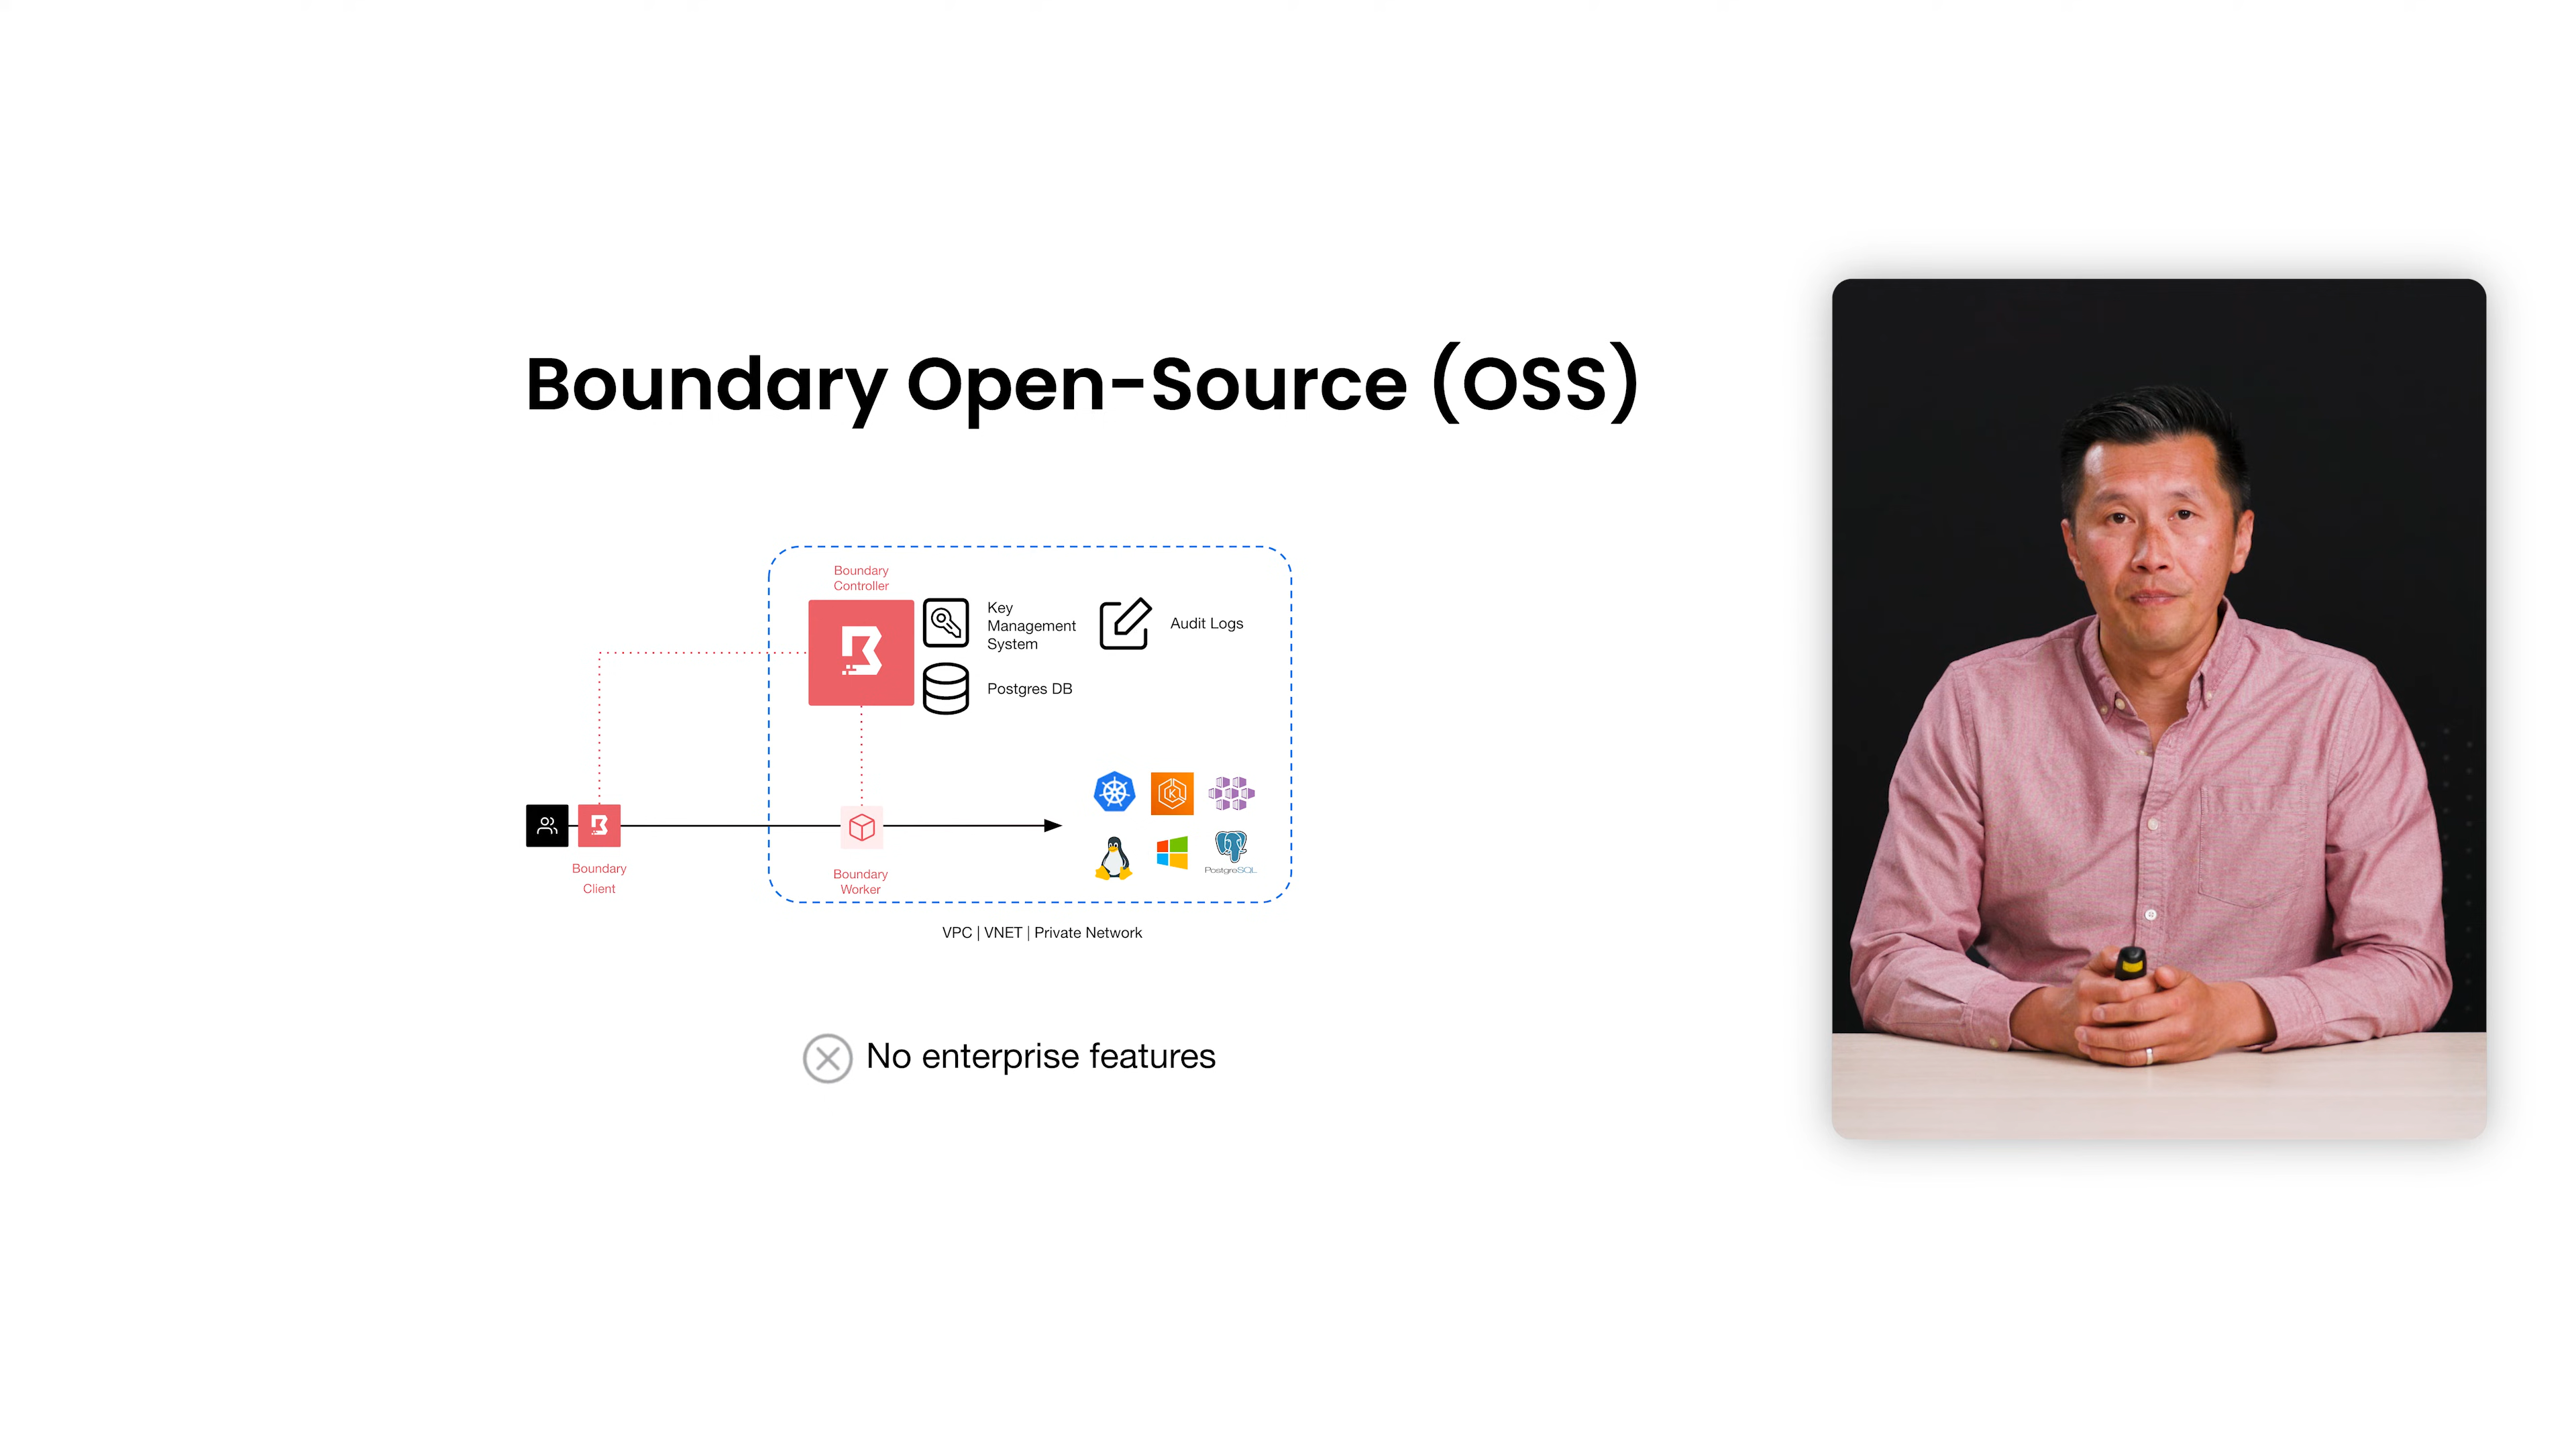 Boundary Open-Source (OSS)
Boundary
Controller
Key
Management
System
Audit Logs
Postgres DB
Boundary
Client
Boundary
Worker
PostgreSQL
VPC | VNET | Private Network
No enterprise features